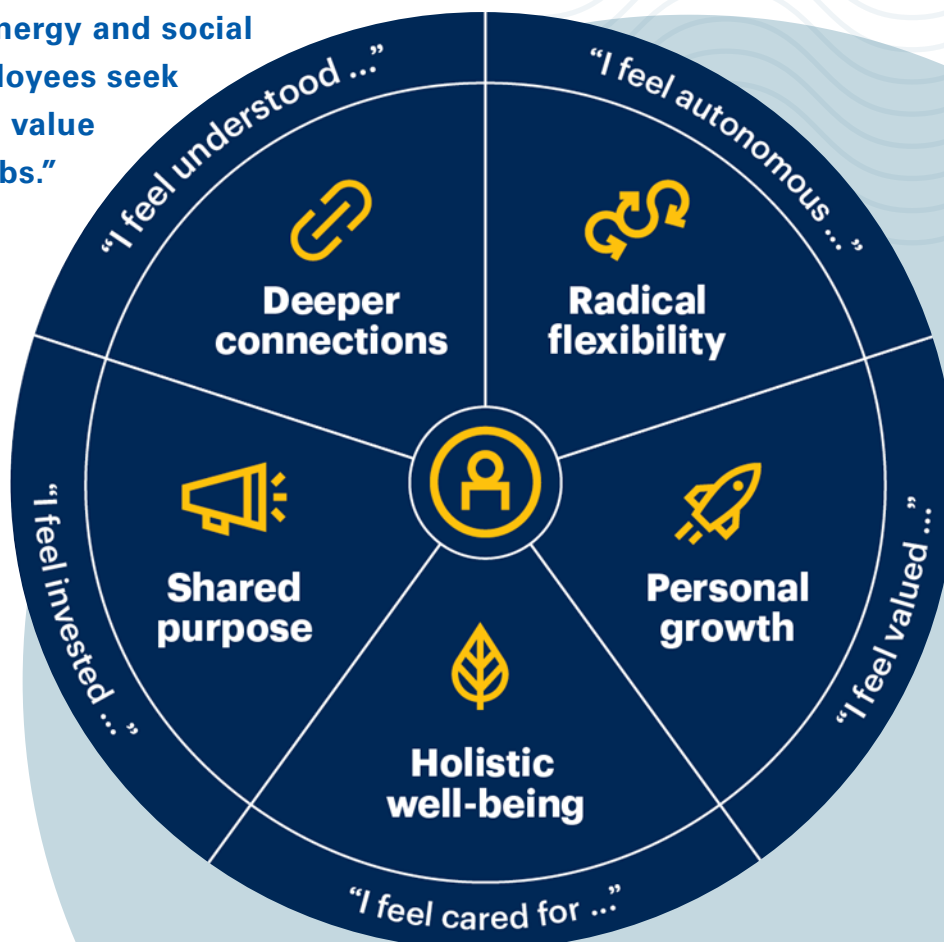 nergy and social
ployees seek
value
bs.”
“I feel understood ...”
“I feel autonomous ... ”
Deeper
connections
Radical
flexibility
Shared
purpose
Personal
growth
Holistic
well-being
“I feel invested ... ”
“I feel valued ...”
“I feel cared for ...”